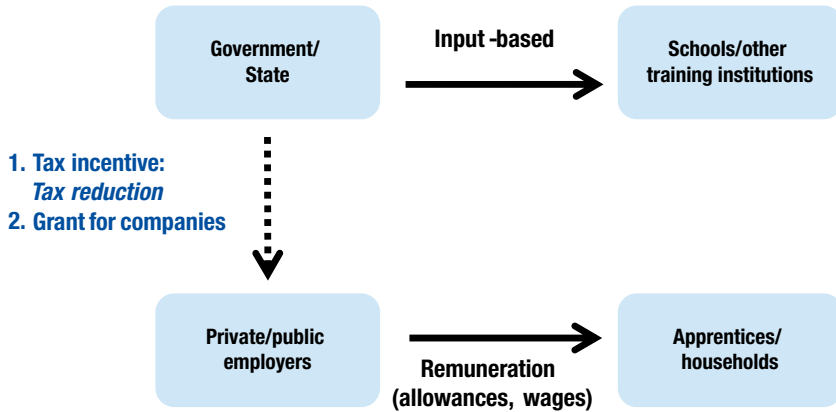 Government/
State
Input -based
Schools/other
training institutions
1. Tax incentive:
Tax reduction
2. Grant for companies
Private/public
employers
Remuneration
(allowances, wages)
Apprentices/
households